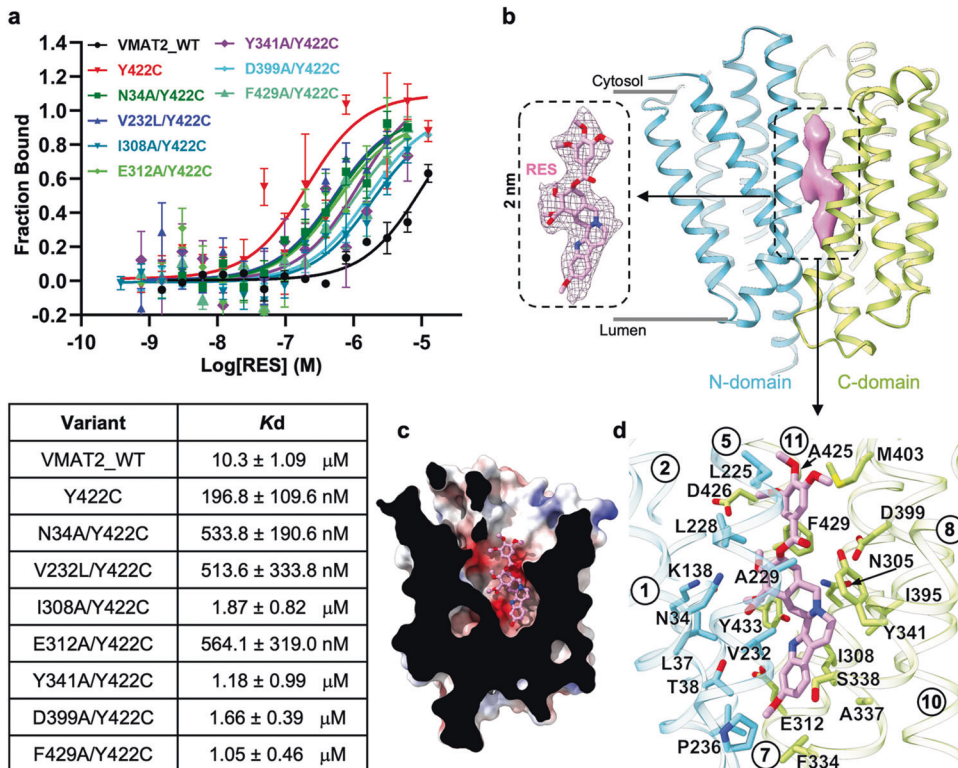 a
Fraction Bound
1.4
1.2
1.0
0.8
0.6
0.4
0.2
0.0
-0.2
-10
-9
-8
-7
-6
-5
Log[RES] (M)
VMAT2_WT
Y422C
N34A/Y422C
V232L/Y422C
I308A/Y422C
E312A/Y422C
Y341A/Y422C
D399A/Y422C
F429A/Y422C
b
Cytosol
RES
2 nm
Lumen
N-domain
C-domain
Variant Kd
VMAT2_WT 10.3 ± 1.09 μM
Y422C 196.8 ± 109.6 nM
N34A/Y422C 533.8 ± 190.6 nM
V232L/Y422C 513.6 ± 333.8 nM
I308A/Y422C 1.87 ± 0.82 μM
E312A/Y422C 564.1 ± 319.0 nM
Y341A/Y422C 1.18 ± 0.99 μM
D399A/Y422C 1.66 ± 0.39 μM
F429A/Y422C 1.05 ± 0.46 μM
c
d
5
11
A425
M403
2
L225
D426
D399
L228
F429
8
N305
K138
A229
1
I395
N34
Y433
Y341
L37
V232
I308
T38
S338
E312
A337
10
P236
7
F334